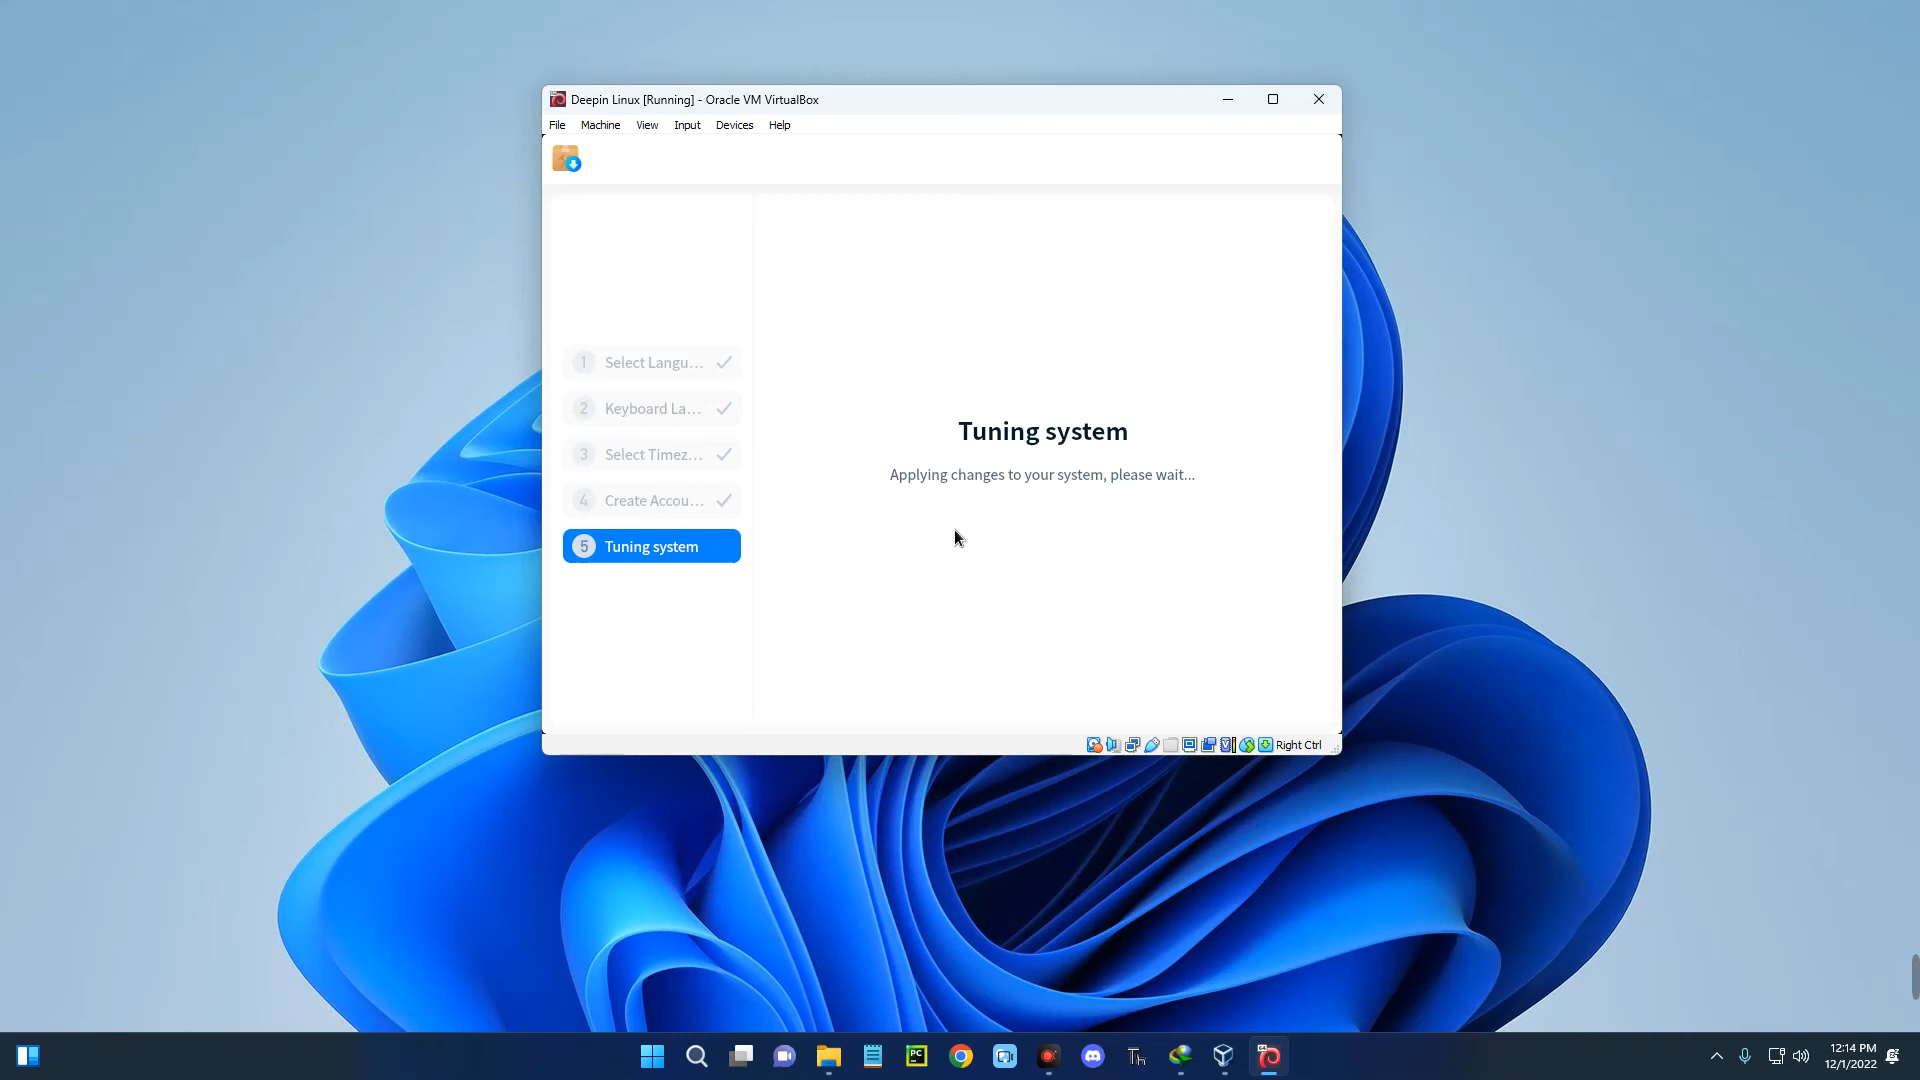 Deepin Linux [Running] - Oracle VM VirtualBox
File Machine View Input Devices Help
1 Select Langu...
2 Keyboard La...
3 Select Timez...
4 Create Accou...
5 Tuning system
Tuning system
Applying changes to your system, please wait...
Right Ctrl
12:14 PM
12/1/2022